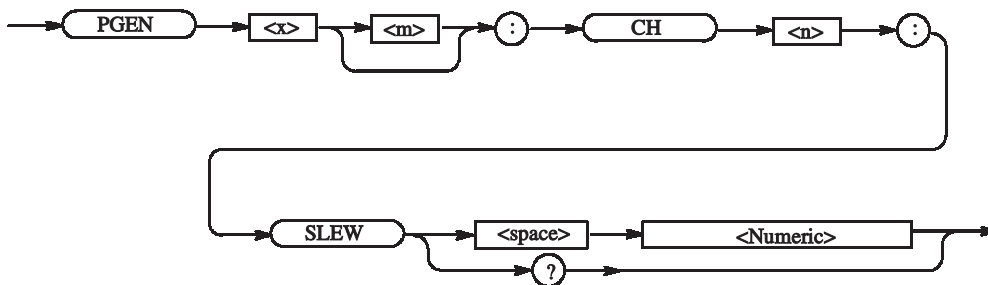 PGEN <x> <m> : CH <n> :
SLEW <space> <Numeric>
?